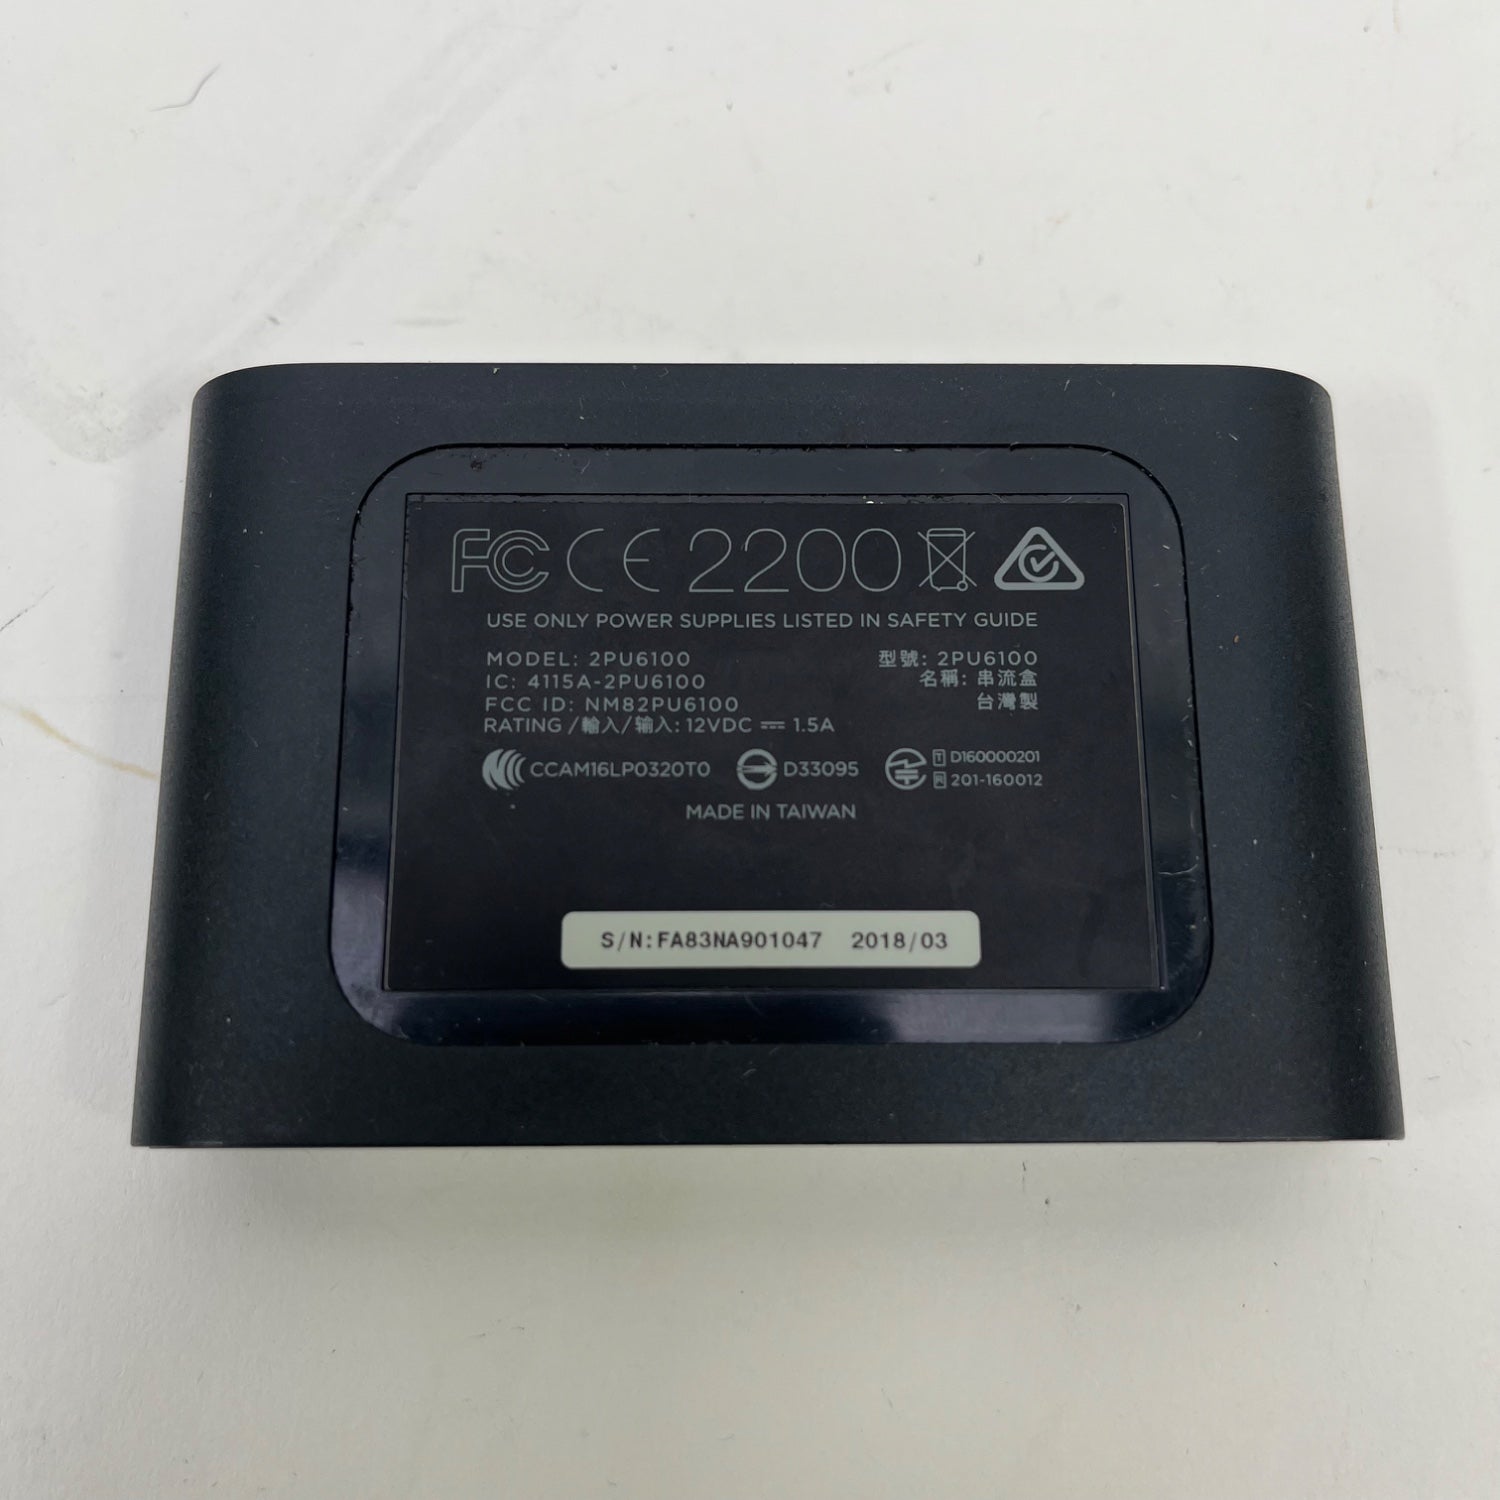 FC CE 2200
USE ONLY POWER SUPPLIES LISTED IN SAFETY GUIDE
MODEL: 2PU6100
IC: 4115A-2PU6100
FCC ID: NM82PU6100
RATING /輸入/输入: 12VDC ⎓ 1.5A
型號: 2PU6100
名稱: 串流盒
台灣製
CCAM16LP0320T0 D33095
T D160000201
R 201-160012
MADE IN TAIWAN
S/N:FA83NA901047 2018/03